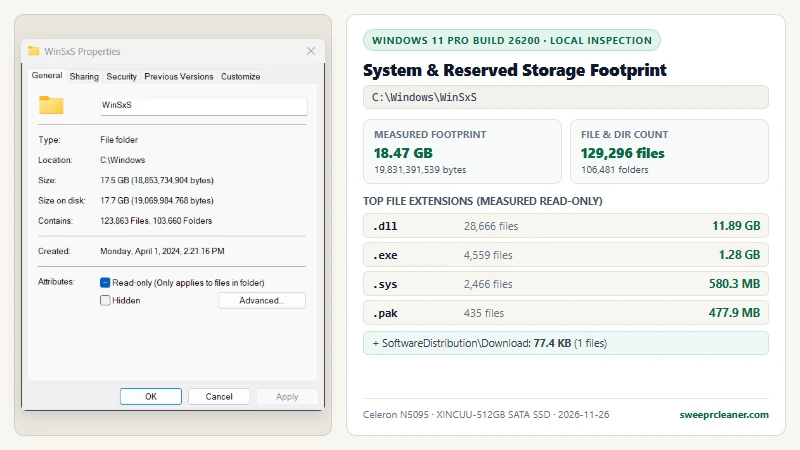 WinSxS Properties
General Sharing Security Previous Versions Customize
WinSxS
Type: File folder
Location: C:\Windows
Size: 17.5 GB (18,853,734,904 bytes)
Size on disk: 17.7 GB (19,069,984,768 bytes)
Contains: 123,863 Files, 103,660 Folders
Created: Monday, April 1, 2024, 2:21:16 PM
Attributes: Read-only (Only applies to files in folder)
Hidden Advanced...
OK Cancel Apply
WINDOWS 11 PRO BUILD 26200 · LOCAL INSPECTION
System & Reserved Storage Footprint
C:\Windows\WinSxS
MEASURED FOOTPRINT
18.47 GB
19,831,391,539 bytes
FILE & DIR COUNT
129,296 files
106,481 folders
TOP FILE EXTENSIONS (MEASURED READ-ONLY)
.dll 28,666 files 11.89 GB
.exe 4,559 files 1.28 GB
.sys 2,466 files 580.3 MB
.pak 435 files 477.9 MB
+ SoftwareDistribution\Download: 77.4 KB (1 files)
Celeron N5095 · XINCUU-512GB SATA SSD · 2026-11-26 sweeprcleaner.com